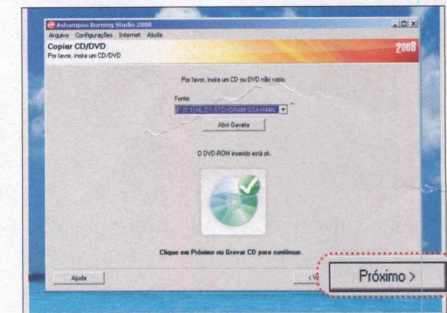 Ashampoo Burning Studio 2008
Arquivo Configurações Internet Ajuda
Copiar CD/DVD
Por favor, insira um CD/DVD
2008
Por favor, insira um CD ou DVD não vazio.
Fonte:
Abrir Gaveta
O DVD-ROM inserido está ok.
Clique em Próximo ou Gravar CD para continuar.
Ajuda
< V
Próximo >